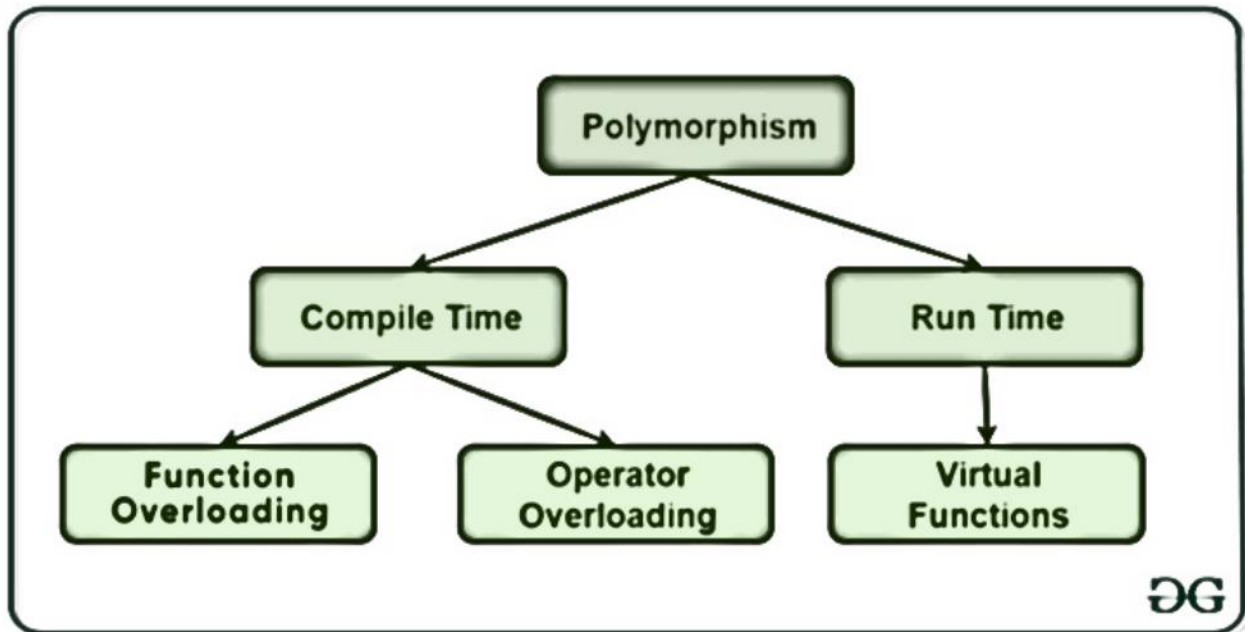 Polymorphism
Compile Time
Run Time
Function
Overloading
Operator
Overloading
Virtual
Functions
GG